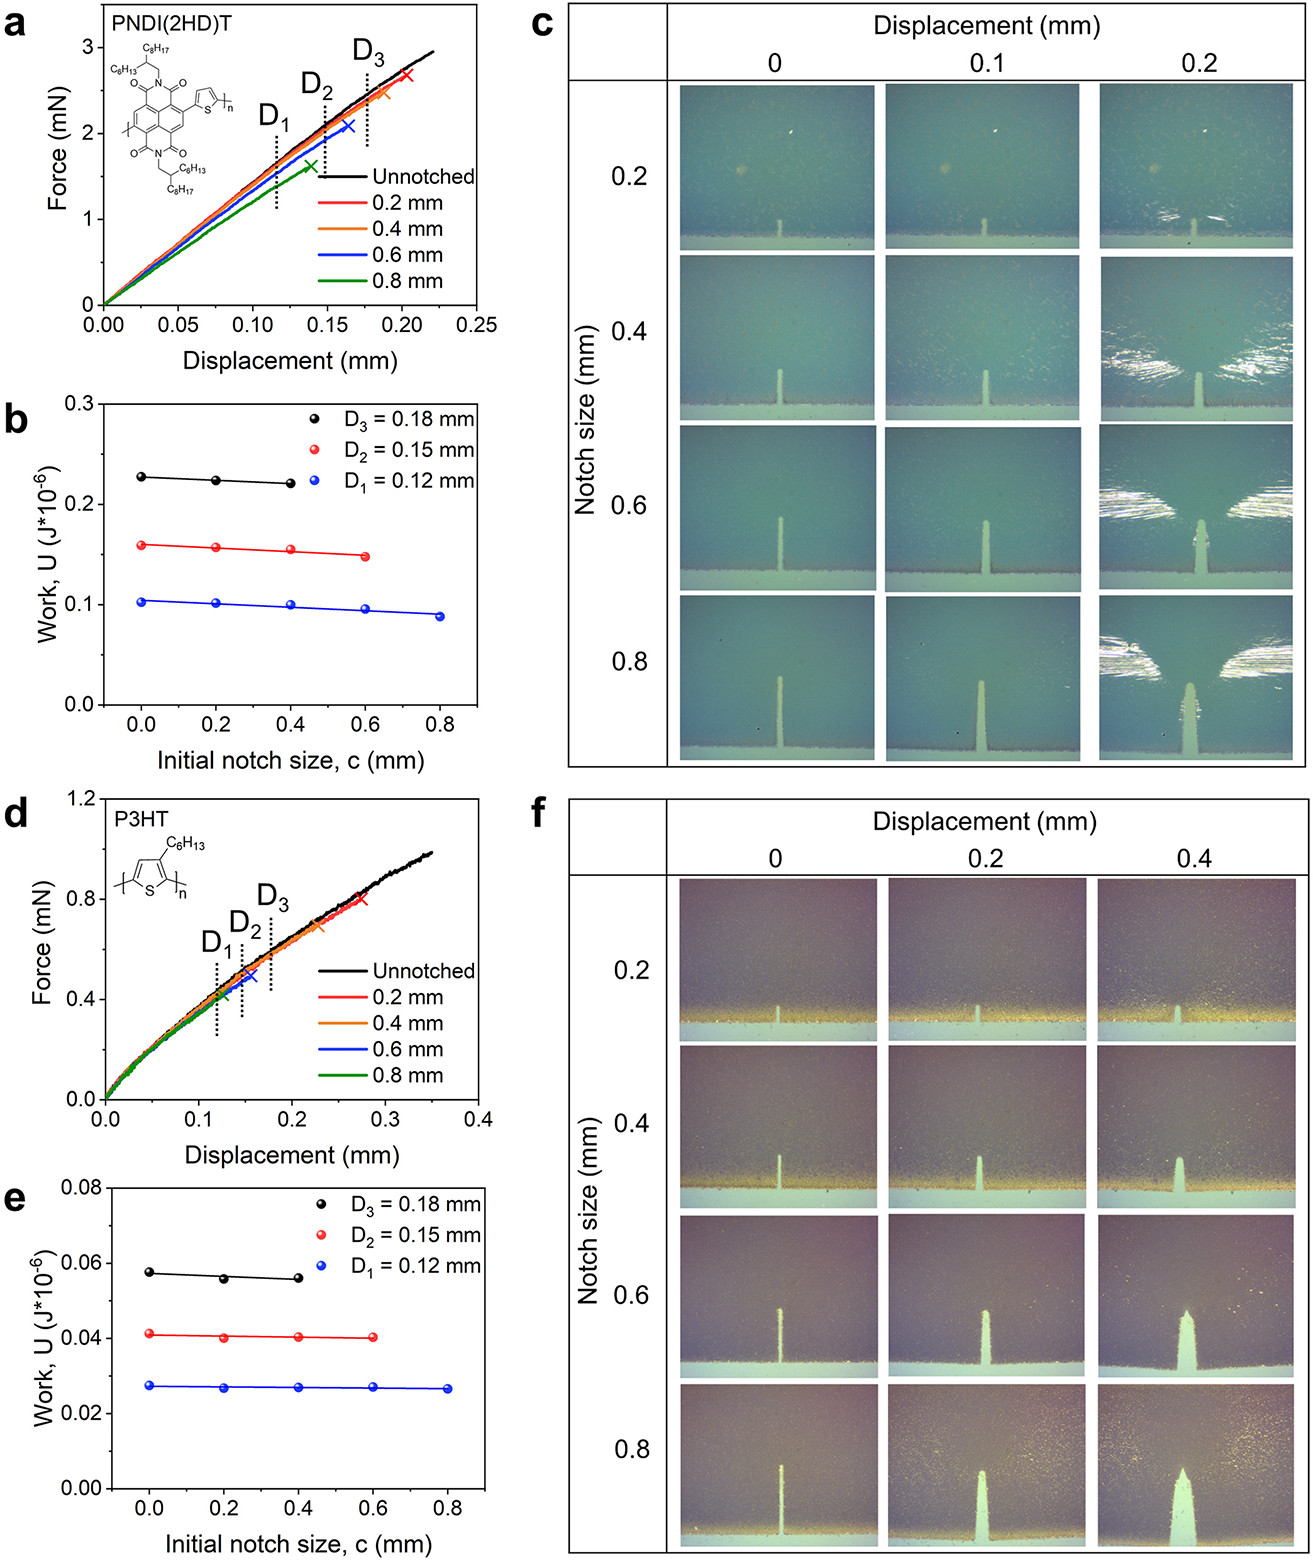 a
PNDI(2HD)T
C8H17
C6H13
O
N
O
S
n
O
N
O
C6H13
C8H17
D1
D2
D3
Force (mN)
3
2
1
0
0.00 0.05 0.10 0.15 0.20 0.25
Displacement (mm)
Unnotched
0.2 mm
0.4 mm
0.6 mm
0.8 mm
b
Work, U (J*10-6)
0.3
0.2
0.1
0.0
0.0 0.2 0.4 0.6 0.8
Initial notch size, c (mm)
D3 = 0.18 mm
D2 = 0.15 mm
D1 = 0.12 mm
c
Displacement (mm)
0 0.1 0.2
Notch size (mm)
0.2
0.4
0.6
0.8
d
P3HT
C6H13
S
n
D1
D2
D3
Force (mN)
1.2
0.8
0.4
0.0
0.0 0.1 0.2 0.3 0.4
Displacement (mm)
Unnotched
0.2 mm
0.4 mm
0.6 mm
0.8 mm
e
Work, U (J*10-6)
0.08
0.06
0.04
0.02
0.00
0.0 0.2 0.4 0.6 0.8
Initial notch size, c (mm)
D3 = 0.18 mm
D2 = 0.15 mm
D1 = 0.12 mm
f
Displacement (mm)
0 0.2 0.4
Notch size (mm)
0.2
0.4
0.6
0.8